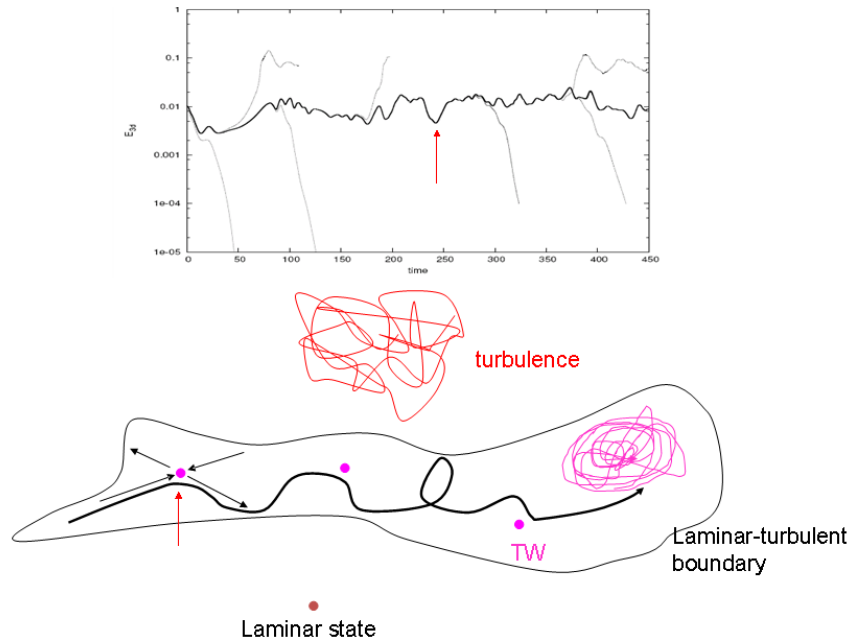 1
0.1
0.01
0.001
1e-04
1e-05
E3d
0 50 100 150 200 250 300 350 400 450
time
turbulence
TW
Laminar-turbulent
boundary
Laminar state